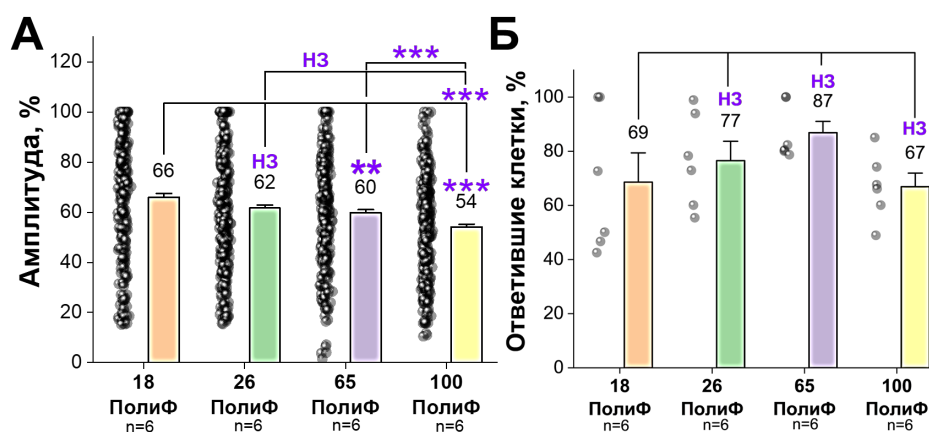 А
Амплитуда, %
120
100
80
60
40
20
0
НЗ
***
***
66
НЗ
62
**
60
***
54
18 26 65 100
ПолиФ ПолиФ ПолиФ ПолиФ
n=6 n=6 n=6 n=6
Б
Ответившие клетки, %
100
80
60
40
20
0
69
НЗ
77
НЗ
87
НЗ
67
18 26 65 100
ПолиФ ПолиФ ПолиФ ПолиФ
n=6 n=6 n=6 n=6